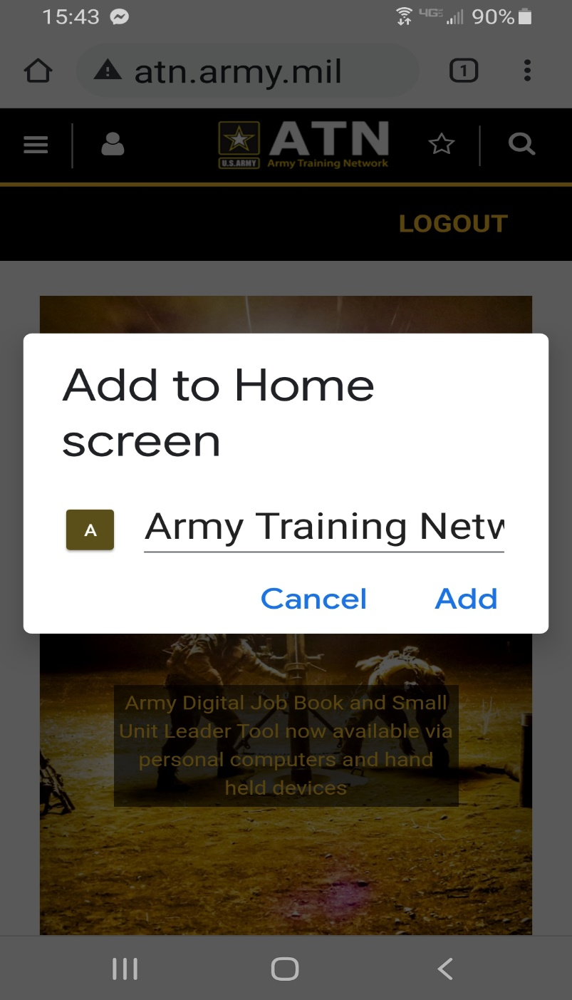 15:43 4G 90%
atn.army.mil 1
U.S.ARMY ATN
Army Training Network
LOGOUT
Add to Home
screen
A Army Training Netw
Cancel Add
Army Digital Job Book and Small
Unit Leader Tool now available via
personal computers and hand
held devices